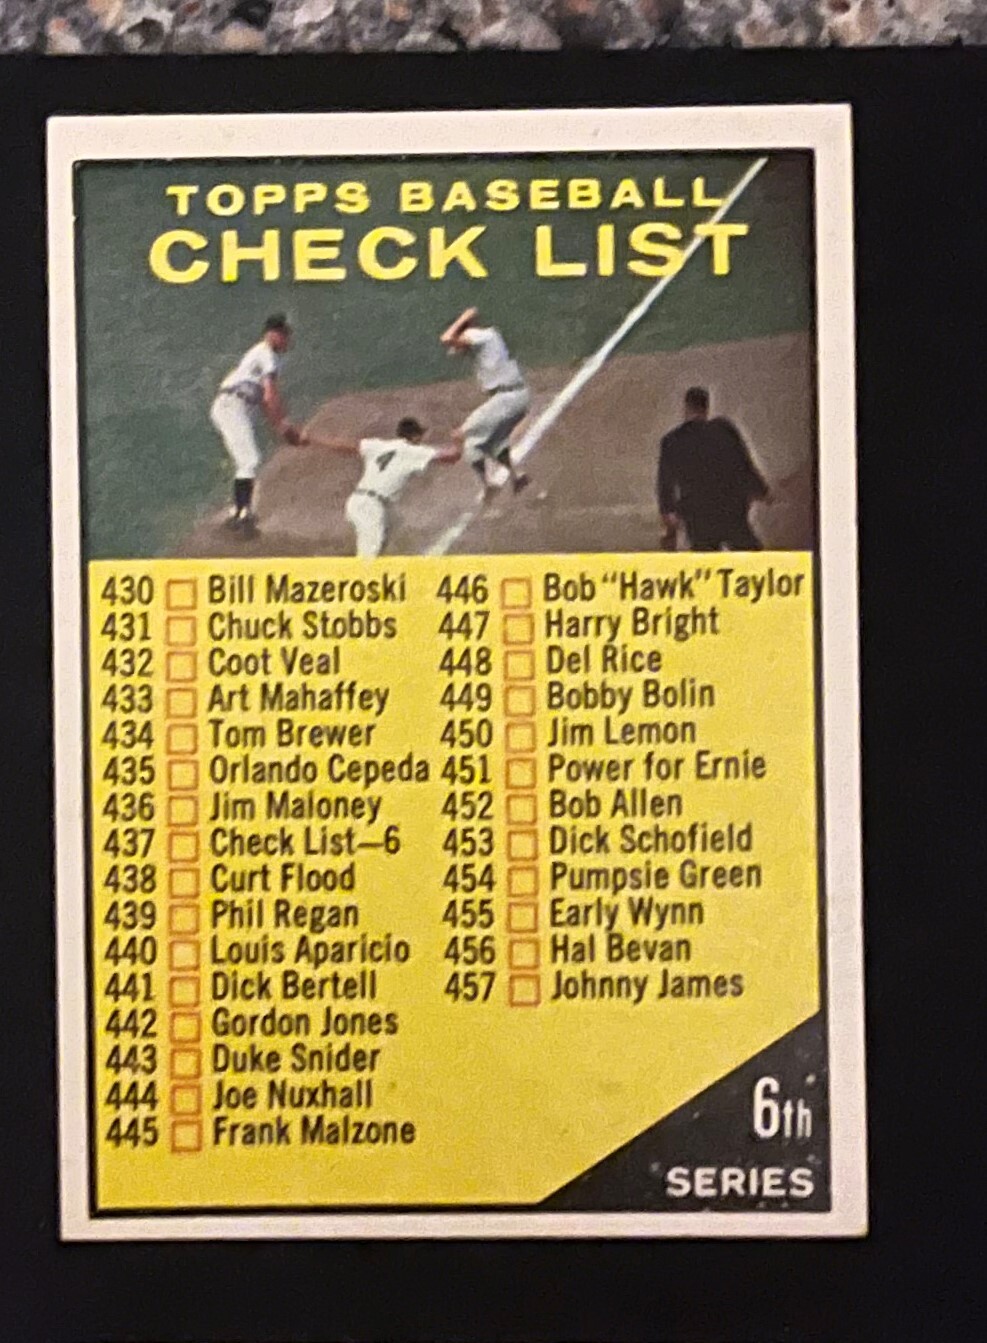 TOPPS BASEBALL
CHECK LIST
4
430 Bill Mazeroski
431 Chuck Stobbs
432 Coot Veal
433 Art Mahaffey
434 Tom Brewer
435 Orlando Cepeda
436 Jim Maloney
437 Check List—6
438 Curt Flood
439 Phil Regan
440 Louis Aparicio
441 Dick Bertell
442 Gordon Jones
443 Duke Snider
444 Joe Nuxhall
445 Frank Malzone
446 Bob "Hawk" Taylor
447 Harry Bright
448 Del Rice
449 Bobby Bolin
450 Jim Lemon
451 Power for Ernie
452 Bob Allen
453 Dick Schofield
454 Pumpsie Green
455 Early Wynn
456 Hal Bevan
457 Johnny James
6th
SERIES